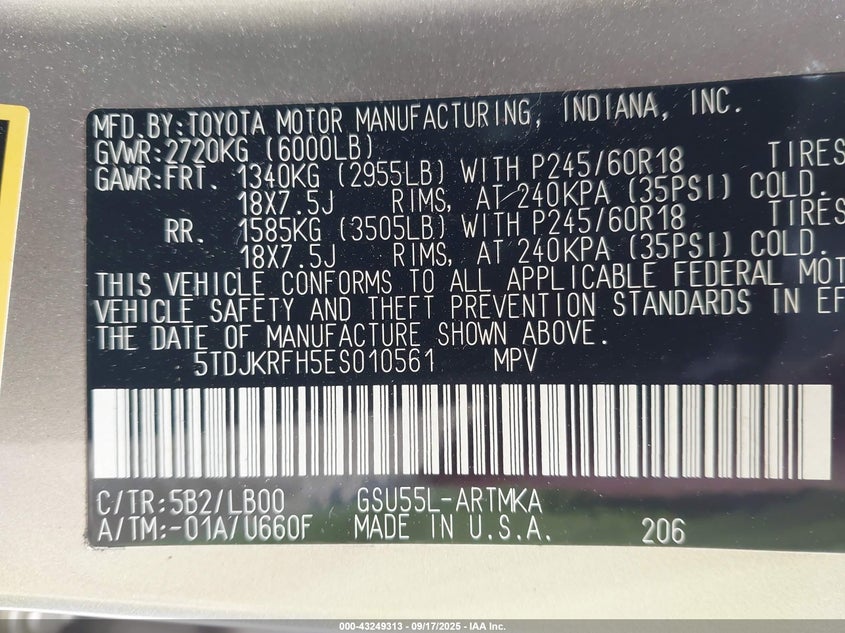 MFD.BY:TOYOTA MOTOR MANUFACTURING, INDIANA, INC.
GVWR:2720KG (6000LB)
GAWR:FRT. 1340KG (2955LB) WITH P245/60R18 TIRES
18X7.5J RIMS, AT 240KPA (35PSI) COLD.
RR. 1585KG (3505LB) WITH P245/60R18 TIRES
18X7.5J RIMS, AT 240KPA (35PSI) COLD.
THIS VEHICLE CONFORMS TO ALL APPLICABLE FEDERAL MOT
VEHICLE SAFETY AND THEFT PREVENTION STANDARDS IN EF
THE DATE OF MANUFACTURE SHOWN ABOVE.
5TDJKRFH5ES010561 MPV
C/TR:5B2/LB00 GSU55L-ARTMKA
A/TM:-01A/U660F MADE IN U.S.A. 206
000-43249313 - 09/17/2025 - IAA Inc.